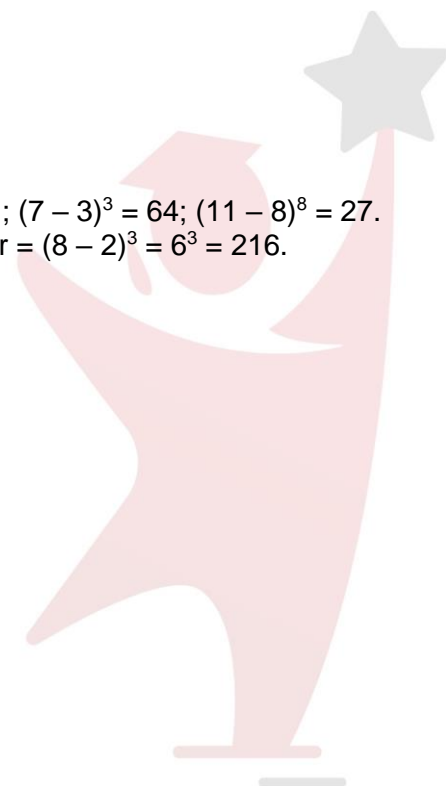 ; (7 – 3)³ = 64; (11 – 8)⁸ = 27.
r = (8 – 2)³ = 6³ = 216.